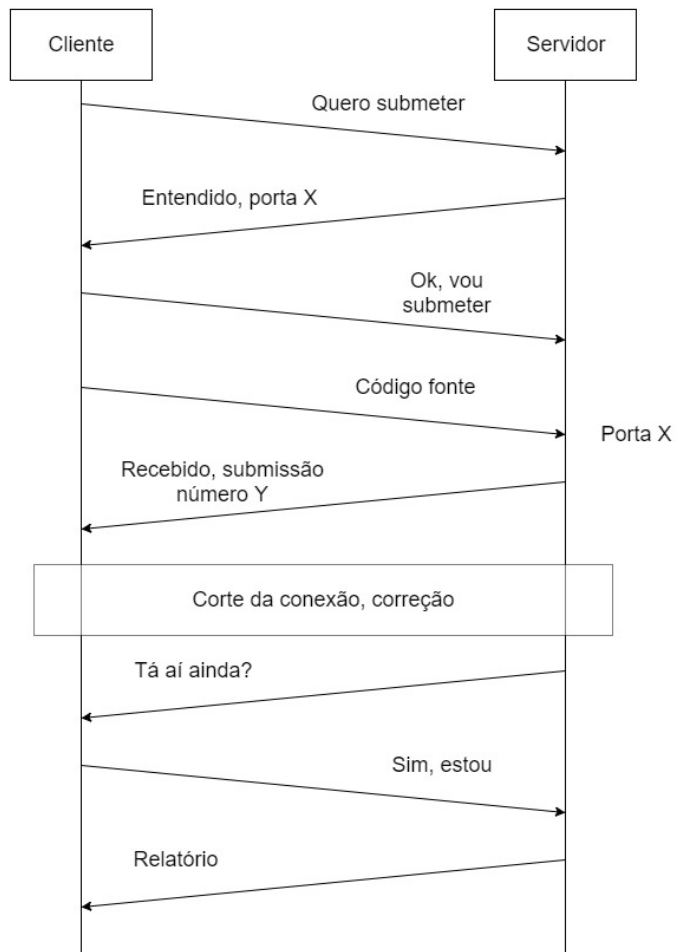 Cliente
Servidor
Quero submeter
Entendido, porta X
Ok, vou
submeter
Código fonte
Porta X
Recebido, submissão
número Y
Corte da conexão, correção
Tá aí ainda?
Sim, estou
Relatório